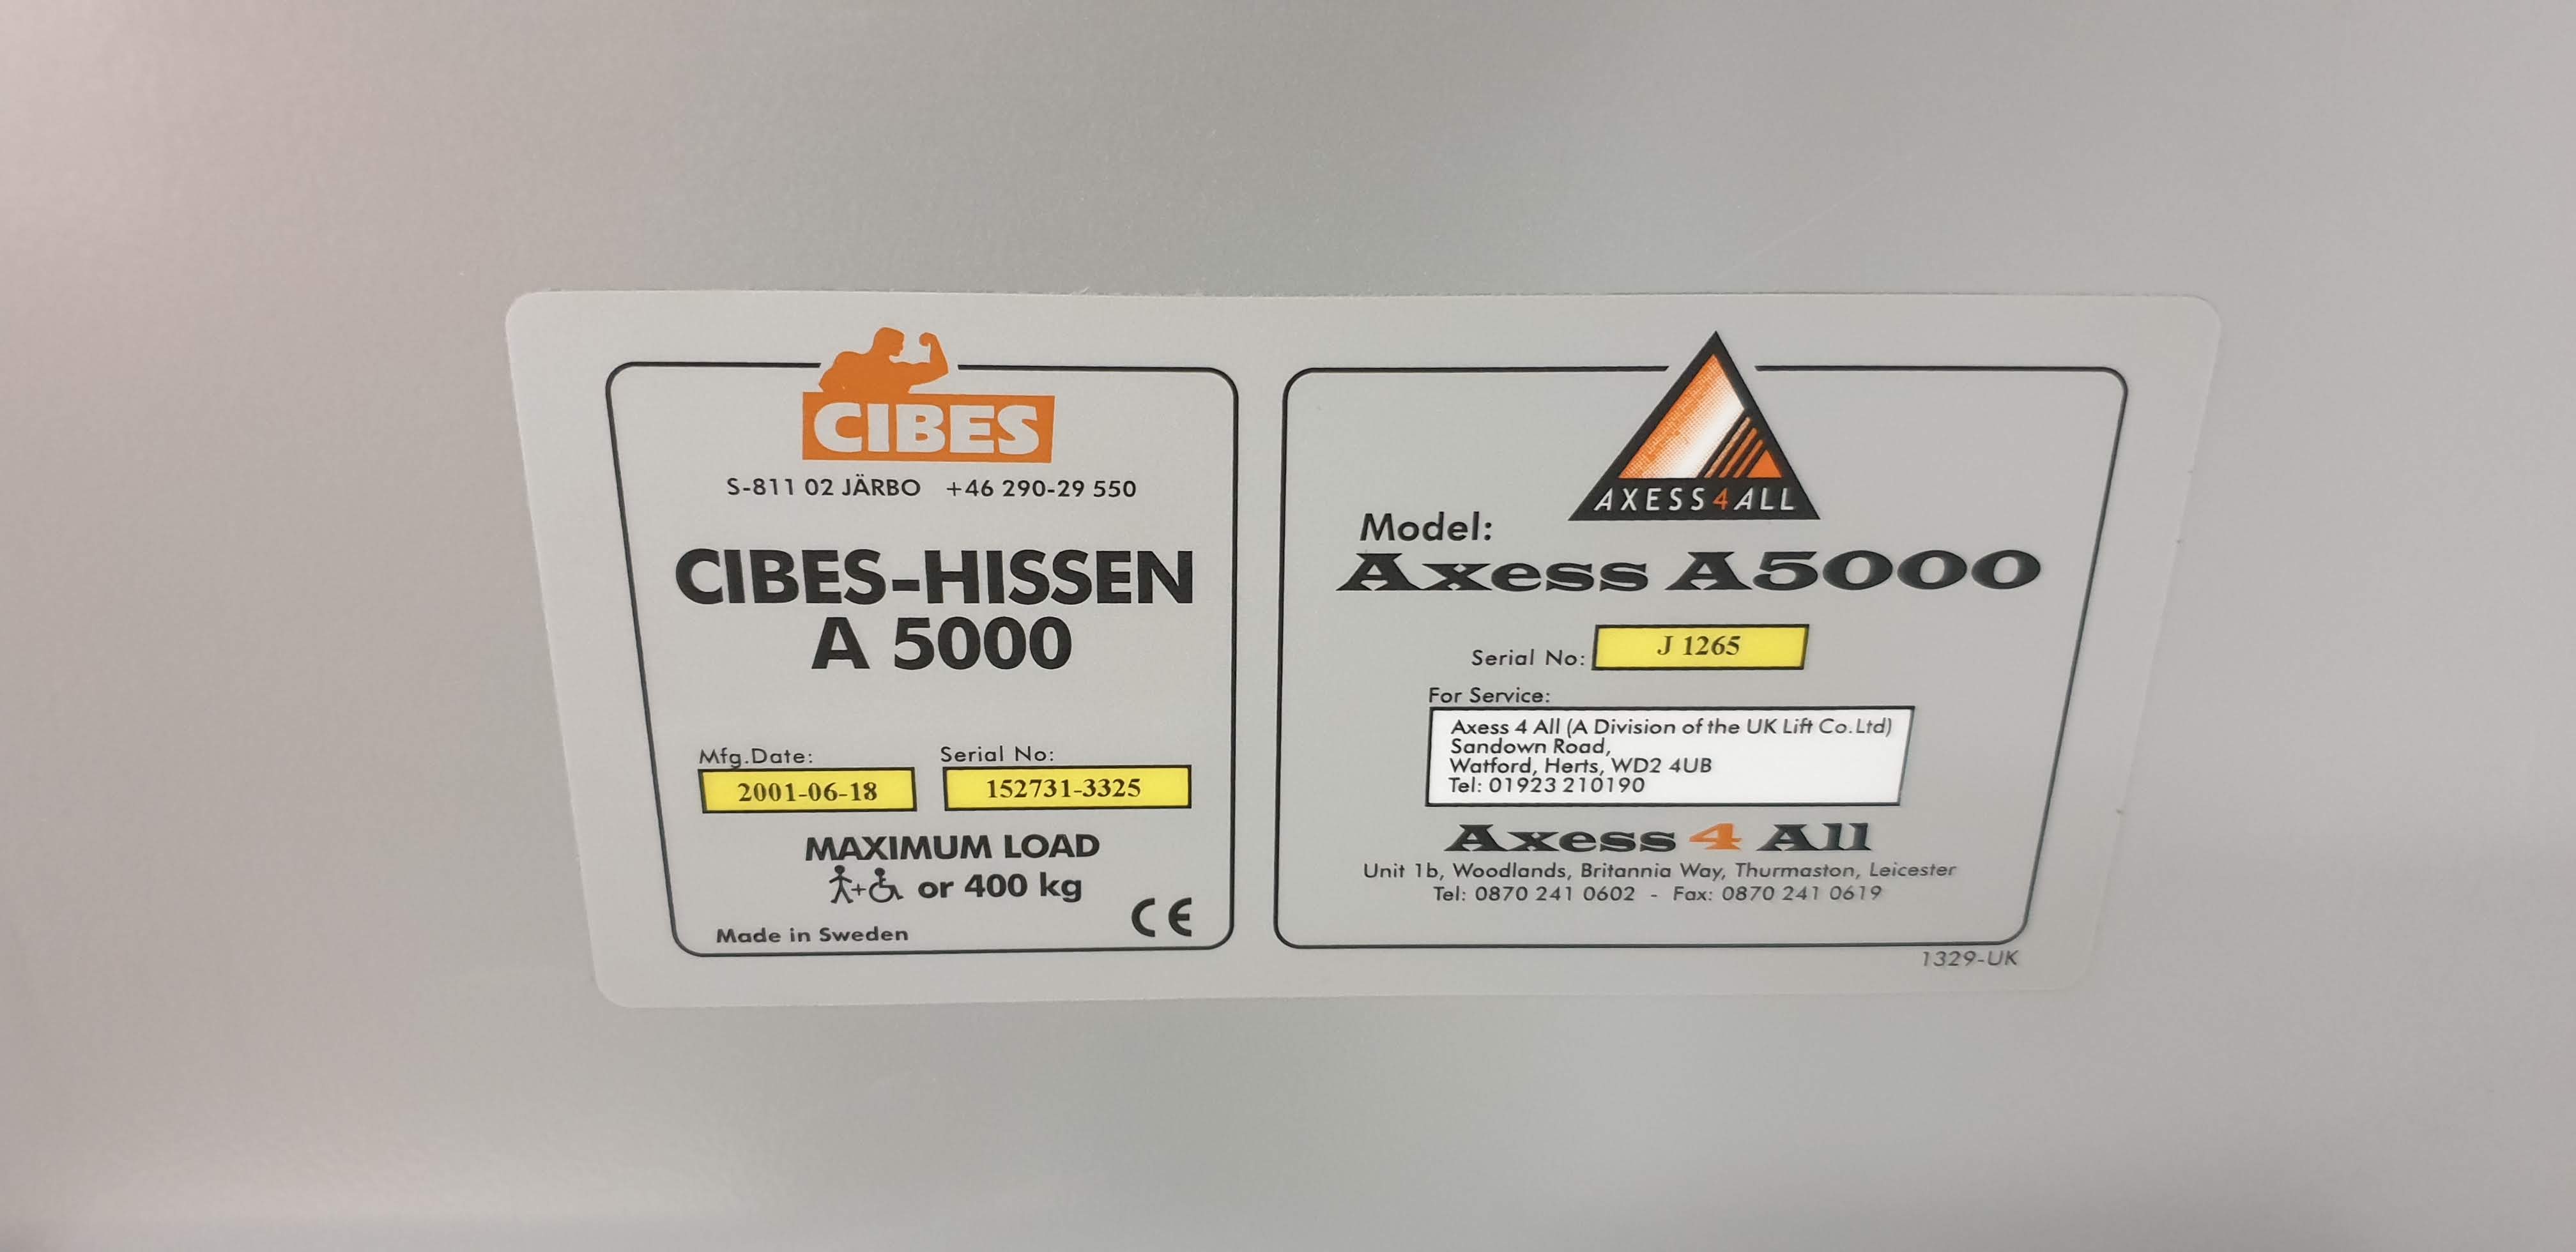 CIBES
S-811 02 JÄRBO +46 290-29 550
CIBES-HISSEN
A 5000
Mfg.Date:
2001-06-18
Serial No:
152731-3325
MAXIMUM LOAD
+ or 400 kg
Made in Sweden
CE
AXESS4ALL
Model:
Axess A5000
Serial No:
J 1265
For Service:
Axess 4 All (A Division of the UK Lift Co.Ltd)
Sandown Road,
Watford, Herts, WD2 4UB
Tel: 01923 210190
Axess 4 All
Unit 1b, Woodlands, Britannia Way, Thurmaston, Leicester
Tel: 0870 241 0602 - Fax: 0870 241 0619
1329-UK